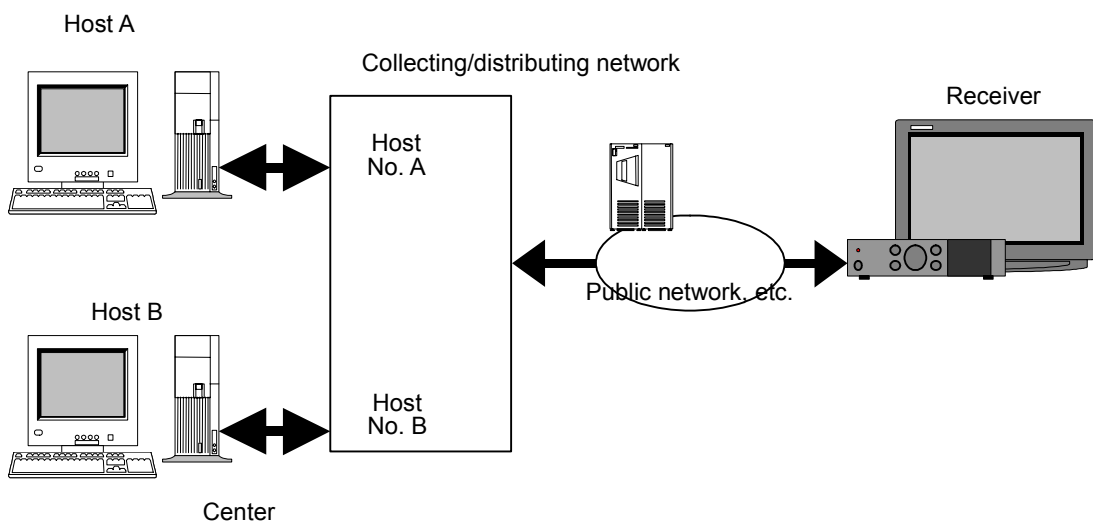 Host A
Collecting/distributing network
Receiver
Host
No. A
Public network, etc.
Host B
Host
No. B
Center